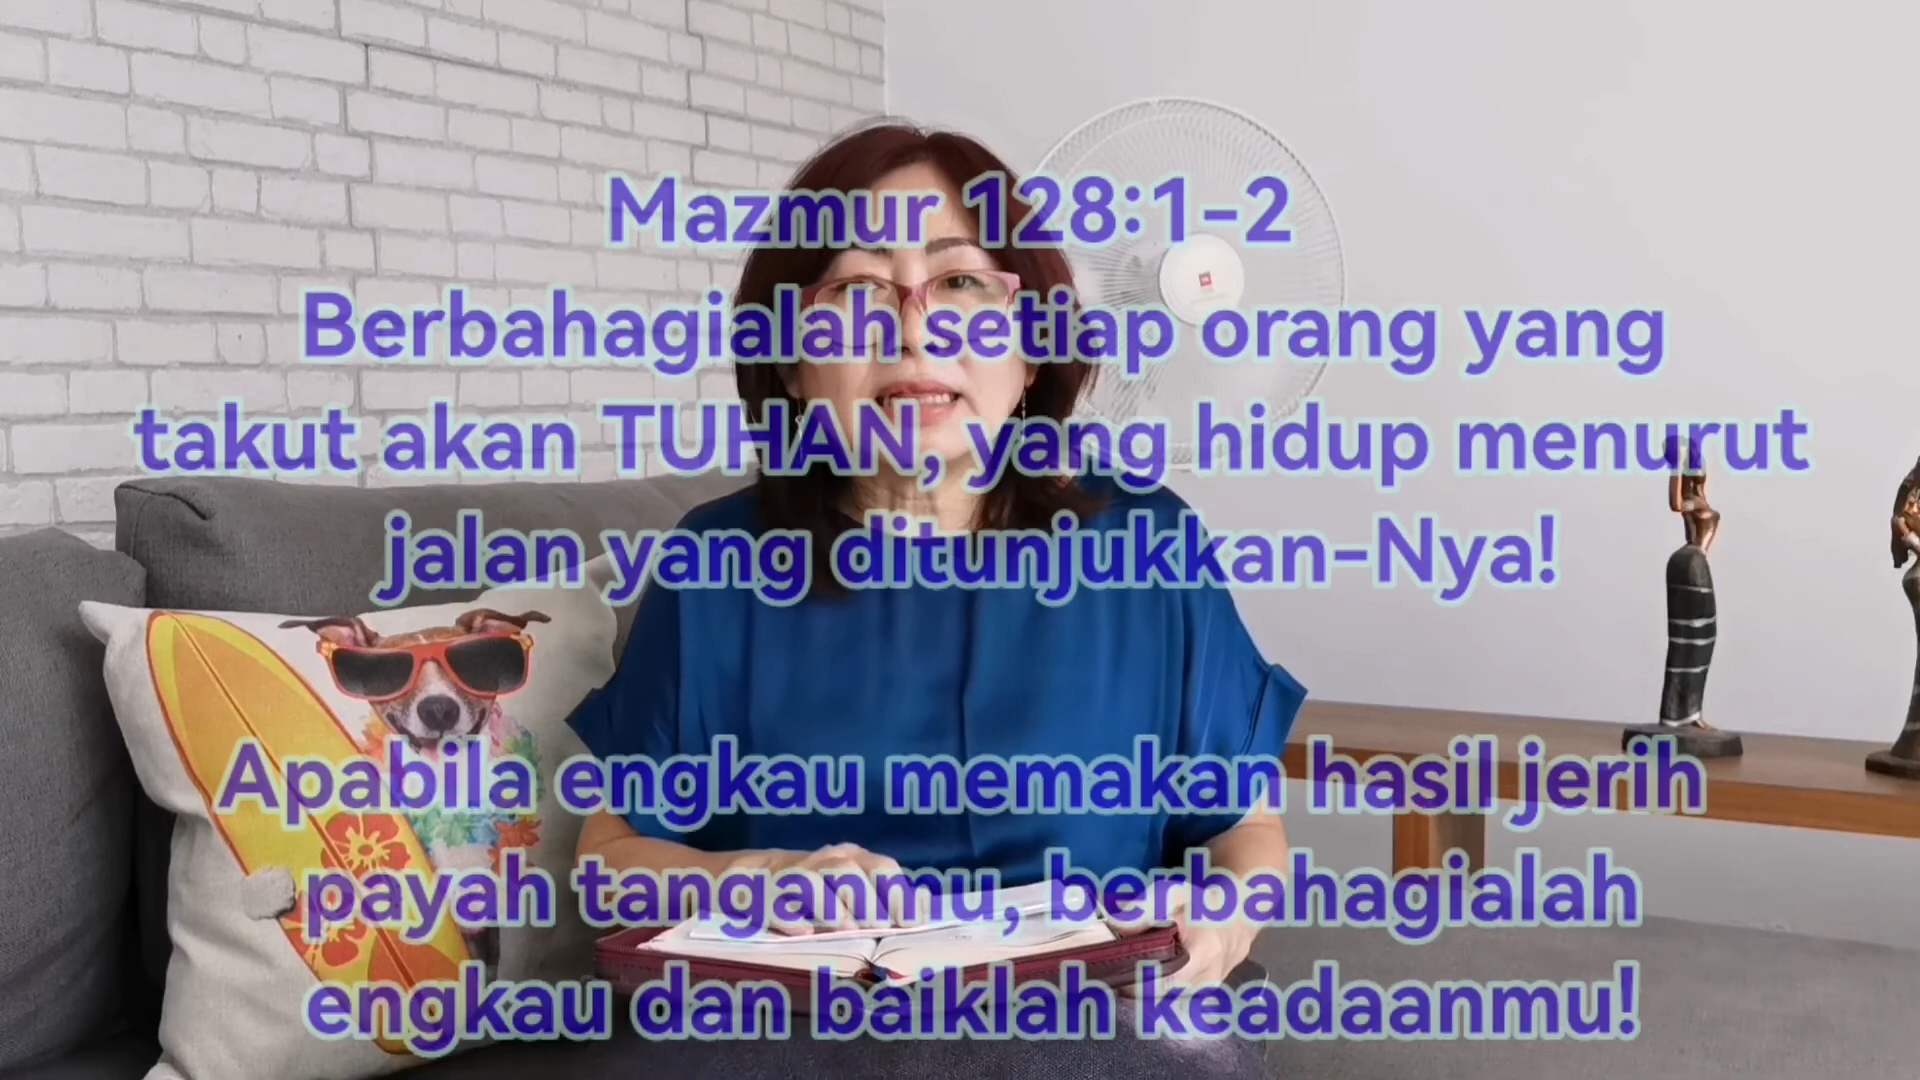 Mazmur 128:1-2
Berbahagialah setiap orang yang
takut akan TUHAN, yang hidup menurut
jalan yang ditunjukkan-Nya!
Apabila engkau memakan hasil jerih
payah tanganmu, berbahagialah
engkau dan baiklah keadaanmu!